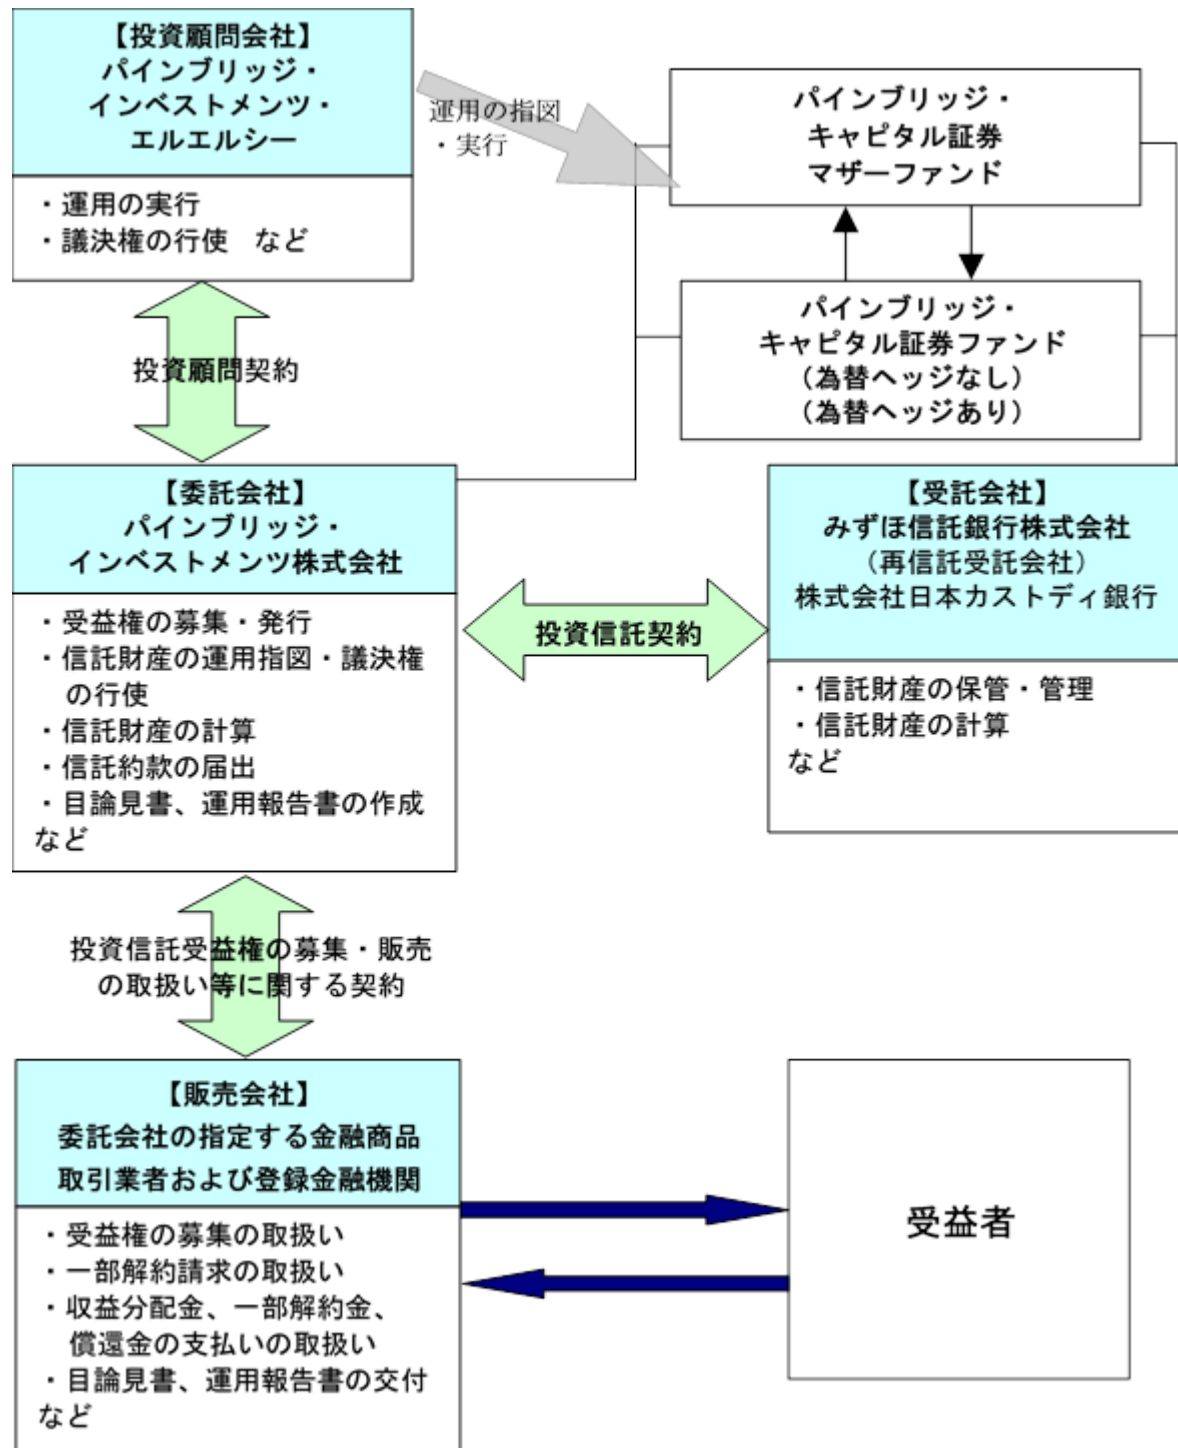 【投資顧問会社】
パインブリッジ・
インベストメンツ・
エルエルシー
・運用の実行
・議決権の行使　など
運用の指図
・実行
パインブリッジ・
キャピタル証券
マザーファンド
パインブリッジ・
キャピタル証券ファンド
（為替ヘッジなし）
（為替ヘッジあり）
投資顧問契約
【委託会社】
パインブリッジ・
インベストメンツ株式会社
・受益権の募集・発行
・信託財産の運用指図・議決権
の行使
・信託財産の計算
・信託約款の届出
・目論見書、運用報告書の作成
など
投資信託契約
【受託会社】
みずほ信託銀行株式会社
（再信託受託会社）
株式会社日本カストディ銀行
・信託財産の保管・管理
・信託財産の計算
など
投資信託受益権の募集・販売
の取扱い等に関する契約
【販売会社】
委託会社の指定する金融商品
取引業者および登録金融機関
・受益権の募集の取扱い
・一部解約請求の取扱い
・収益分配金、一部解約金、
償還金の支払いの取扱い
・目論見書、運用報告書の交付
など
受益者